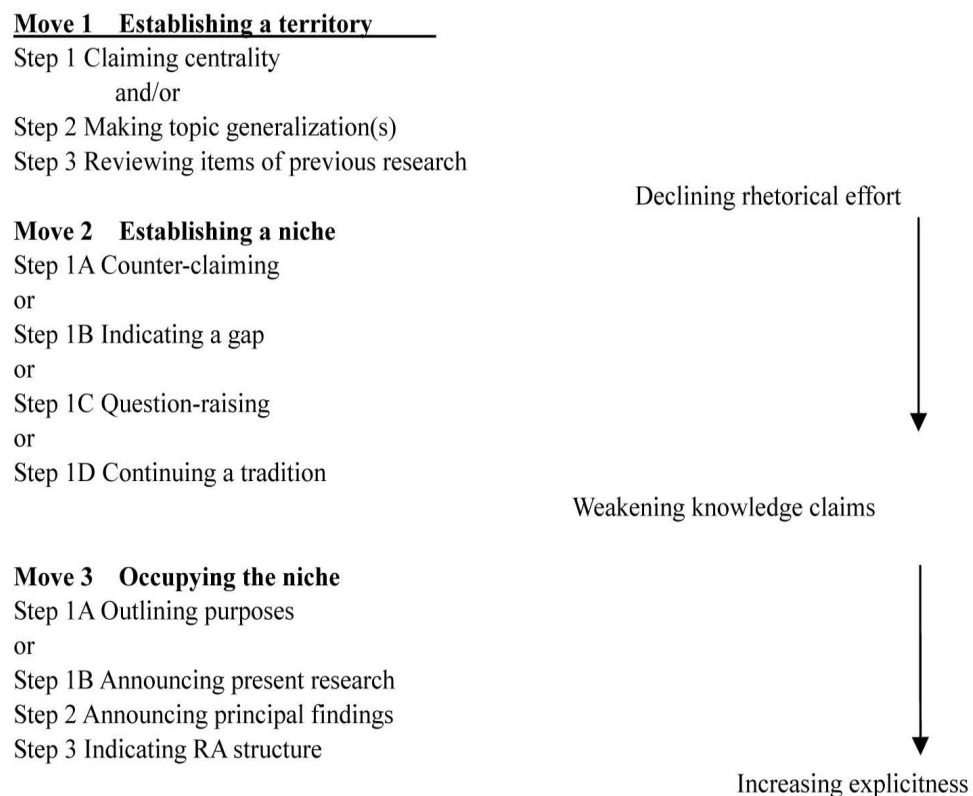 Move 1 Establishing a territory
Step 1 Claiming centrality
and/or
Step 2 Making topic generalization(s)
Step 3 Reviewing items of previous research
Declining rhetorical effort
Move 2 Establishing a niche
Step 1A Counter-claiming
or
Step 1B Indicating a gap
or
Step 1C Question-raising
or
Step 1D Continuing a tradition
Weakening knowledge claims
Move 3 Occupying the niche
Step 1A Outlining purposes
or
Step 1B Announcing present research
Step 2 Announcing principal findings
Step 3 Indicating RA structure
Increasing explicitness